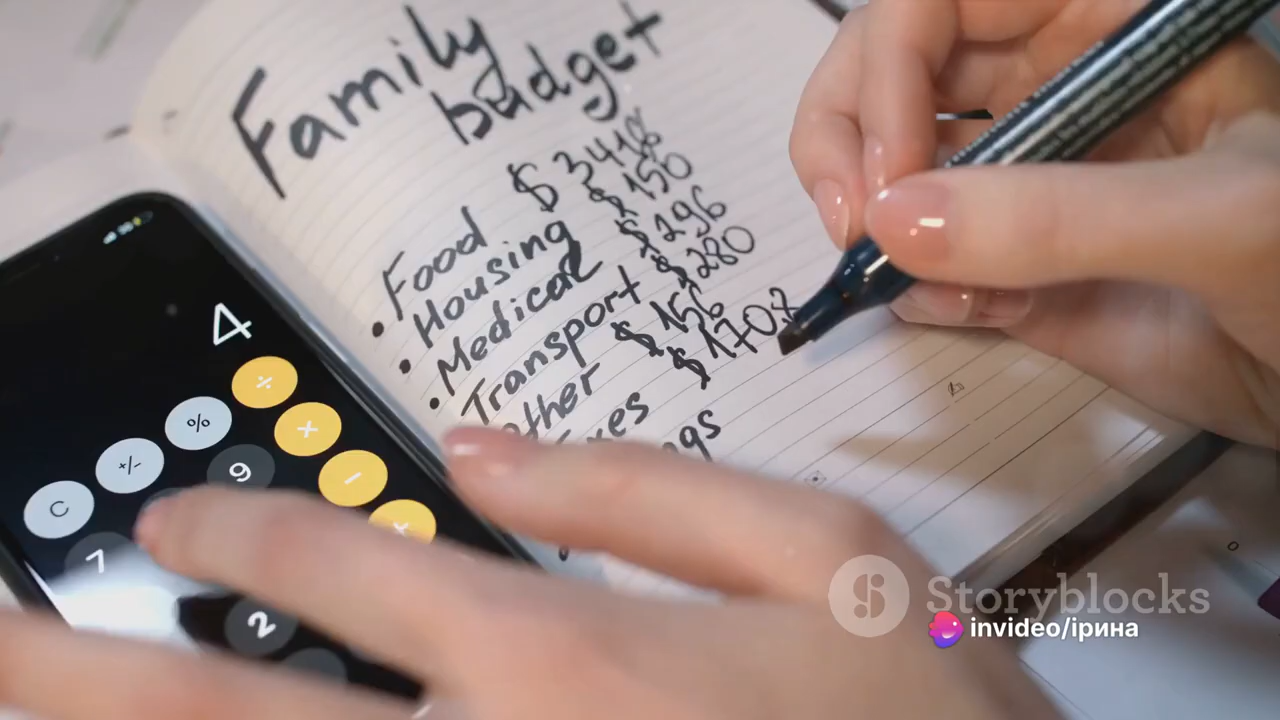 Family
budget
Food $ 3418
Housing $ 150
Medical $ 296
Transport $ 280
Other $ 156
$ 1708
4
÷
%
×
+/-
9
−
C
7
2
Storyblocks
invideo/ірина